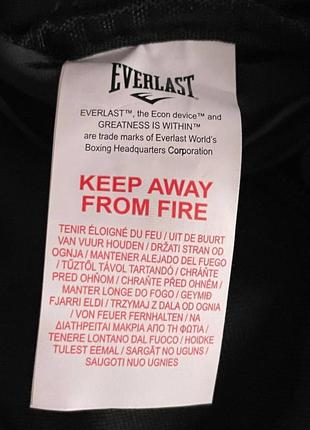 EVERLAST
EVERLAST™, the Econ device™ and
GREATNESS IS WITHIN™
are trade marks of Everlast World's
Boxing Headquarters Corporation
KEEP AWAY
FROM FIRE
TENIR ÉLOIGNÉ DU FEU / UIT DE BUURT
VAN VUUR HOUDEN / DRŽATI STRAN OD
OGNJA / MANTENER ALEJADO DEL FUEGO
/ TŰZTŐL TÁVOL TARTANDÓ / CHRAŇTE
PRED OHŇOM / CHRAŇTE PŘED OHNĚM /
MANTER LONGE DO FOGO / GEYMIÐ
FJARRI ELDI / TRZYMAJ Z DALA OD OGNIA
/ VON FEUER FERNHALTEN / ΝΑ
ΔΙΑΤΗΡΕΙΤΑΙ ΜΑΚΡΙΑ ΑΠΟ ΤΗ ΦΩΤΙΑ /
TENERE LONTANO DAL FUOCO / HOIDKE
TULEST EEMAL / SARGĀT NO UGUNS /
SAUGOTI NUO UGNIES